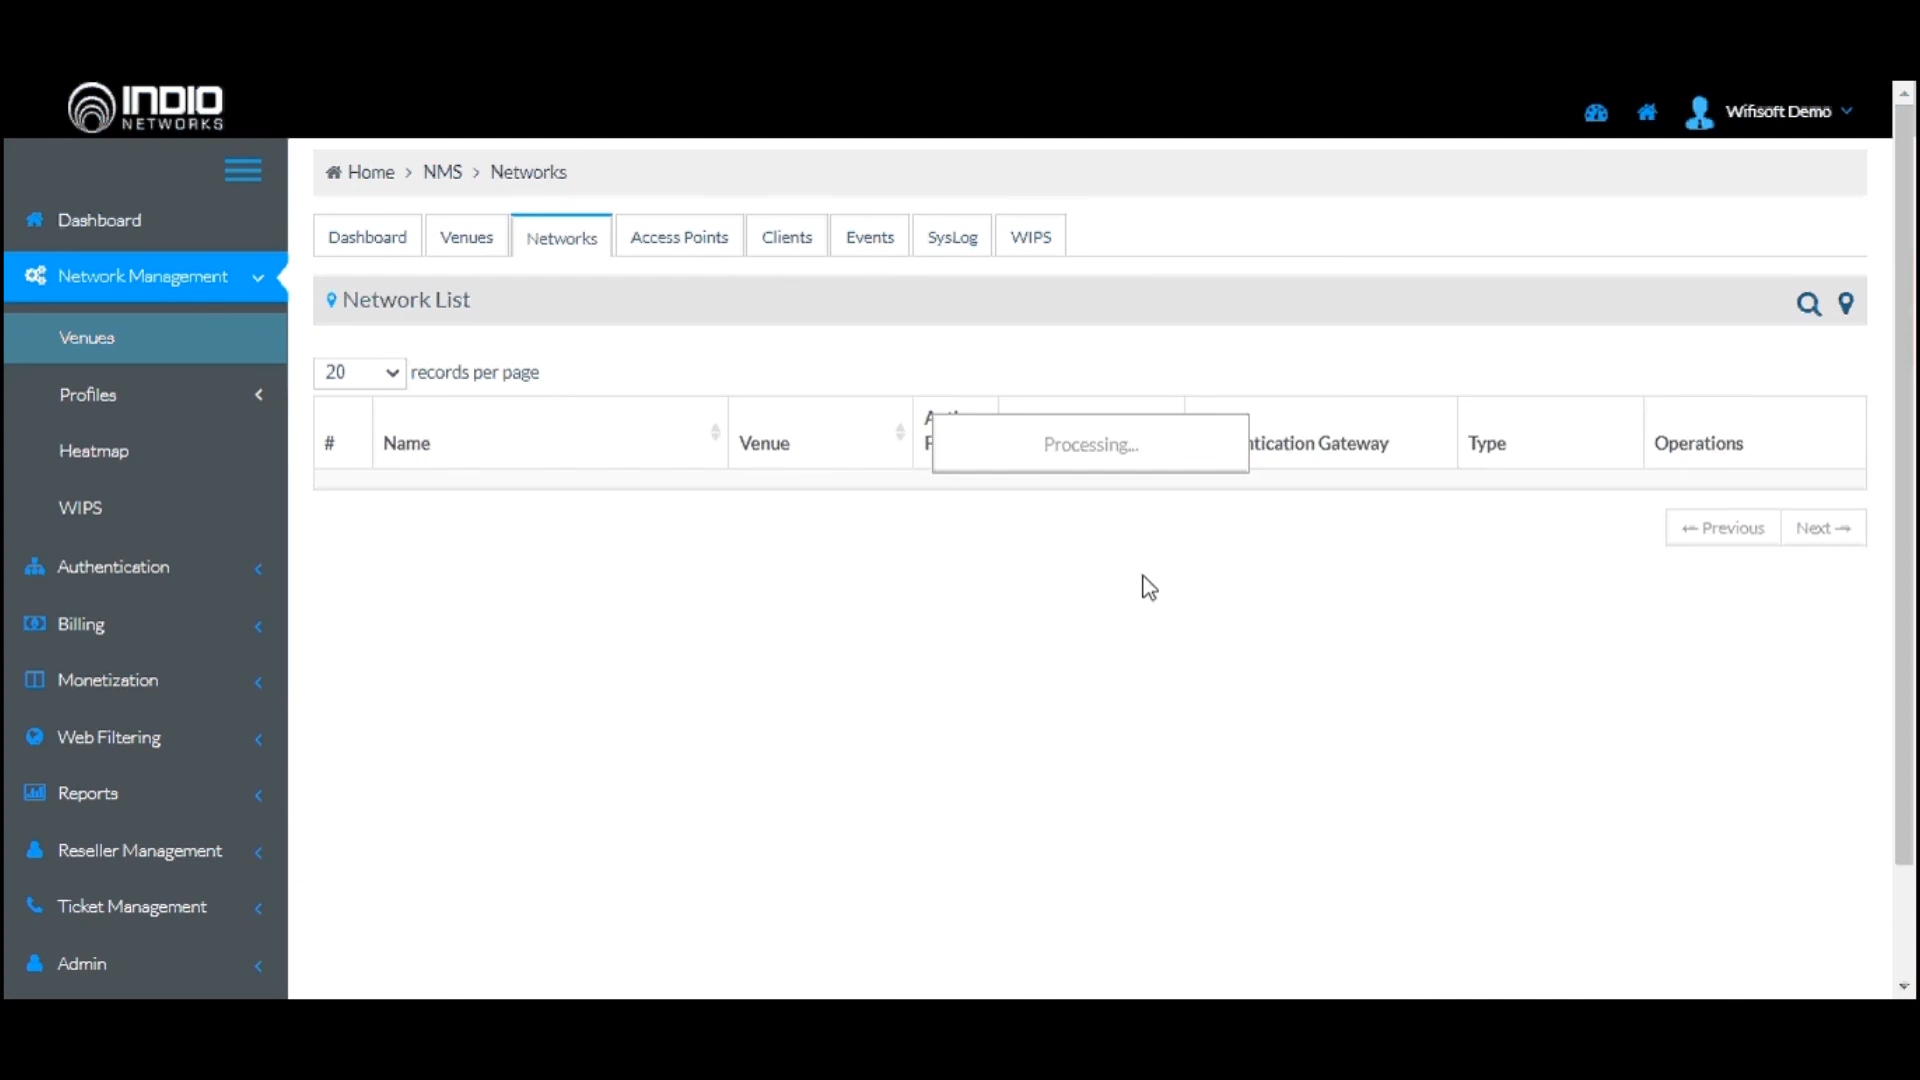 INDIO
NETWORKS
Wifisoft Demo
Home > NMS > Networks
Dashboard
Venues
Networks
Access Points
Clients
Events
SysLog
WIPS
Network List
20 records per page
#
Name
Venue
Processing...
ntication Gateway
Type
Operations
← Previous
Next →
Dashboard
Network Management
Venues
Profiles
Heatmap
WIPS
Authentication
Billing
Monetization
Web Filtering
Reports
Reseller Management
Ticket Management
Admin